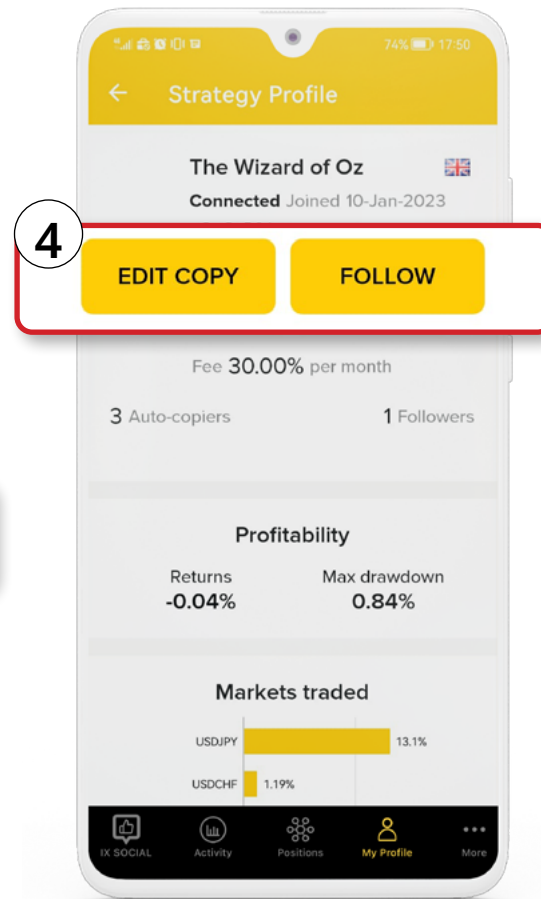 74% 17:50
Strategy Profile
The Wizard of Oz
Connected Joined 10-Jan-2023
4
EDIT COPY FOLLOW
Fee 30.00% per month
3 Auto-copiers 1 Followers
Profitability
Returns Max drawdown
-0.04% 0.84%
Markets traded
USDJPY 13.1%
USDCHF 1.19%
IX SOCIAL Activity Positions My Profile More